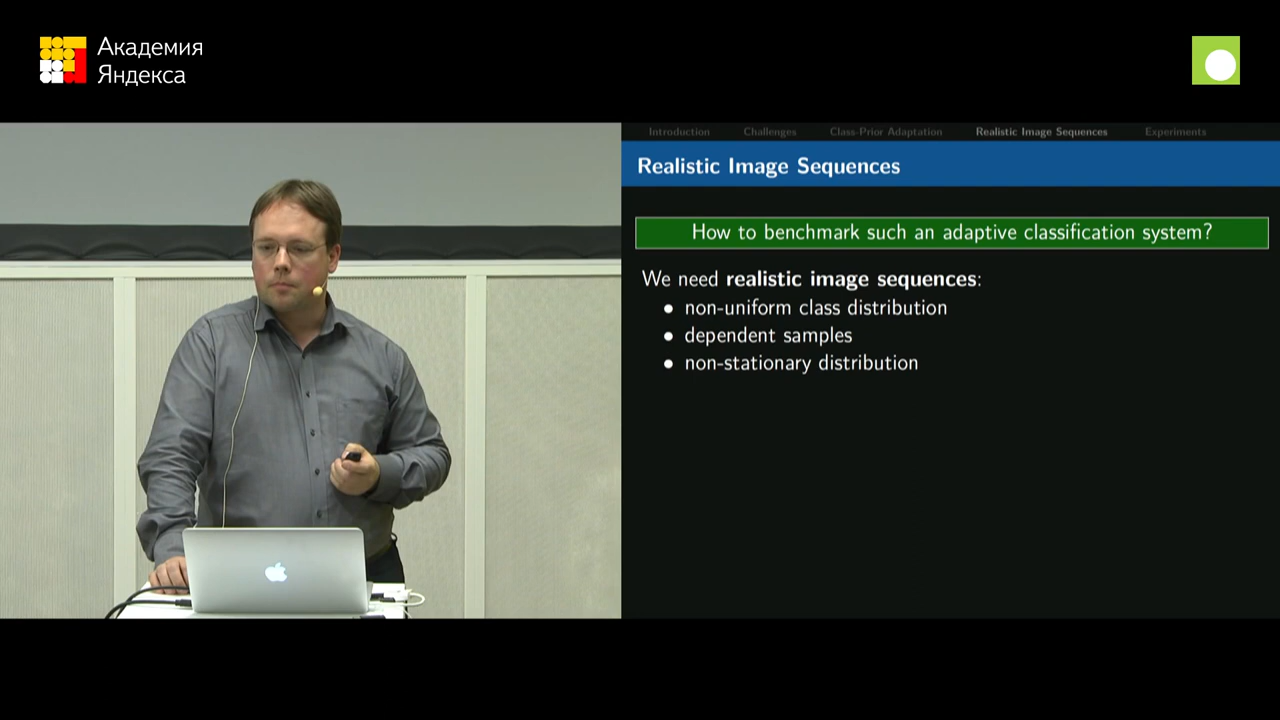 Академия
Яндекса
Introduction Challenges Class-Prior Adaptation Realistic Image Sequences Experiments
Realistic Image Sequences
How to benchmark such an adaptive classification system?
We need realistic image sequences:
● non-uniform class distribution
● dependent samples
● non-stationary distribution